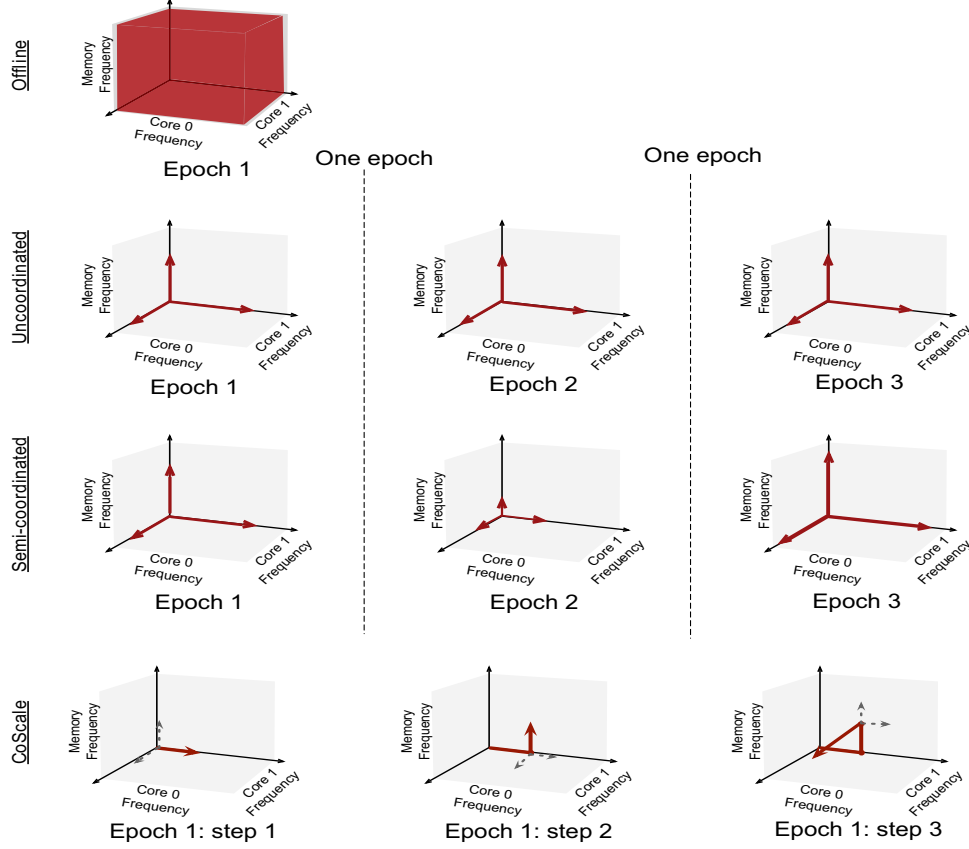 Offline
Memory
Frequency
Core 0
Frequency
Core 1
Frequency
Epoch 1
One epoch
One epoch
Uncoordinated
Memory
Frequency
Core 0
Frequency
Core 1
Frequency
Epoch 1
Memory
Frequency
Core 0
Frequency
Core 1
Frequency
Epoch 2
Memory
Frequency
Core 0
Frequency
Core 1
Frequency
Epoch 3
Semi-coordinated
Memory
Frequency
Core 0
Frequency
Core 1
Frequency
Epoch 1
Memory
Frequency
Core 0
Frequency
Core 1
Frequency
Epoch 2
Memory
Frequency
Core 0
Frequency
Core 1
Frequency
Epoch 3
CoScale
Memory
Frequency
Core 0
Frequency
Core 1
Frequency
Epoch 1: step 1
Memory
Frequency
Core 0
Frequency
Core 1
Frequency
Epoch 1: step 2
Memory
Frequency
Core 0
Frequency
Core 1
Frequency
Epoch 1: step 3